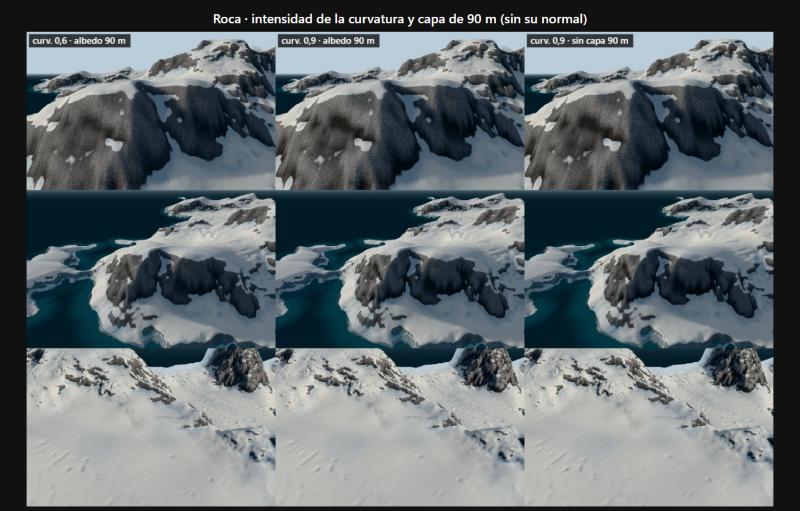 Roca · intensidad de la curvatura y capa de 90 m (sin su normal)
curv. 0,6 · albedo 90 m
curv. 0,9 · albedo 90 m
curv. 0,9 · sin capa 90 m